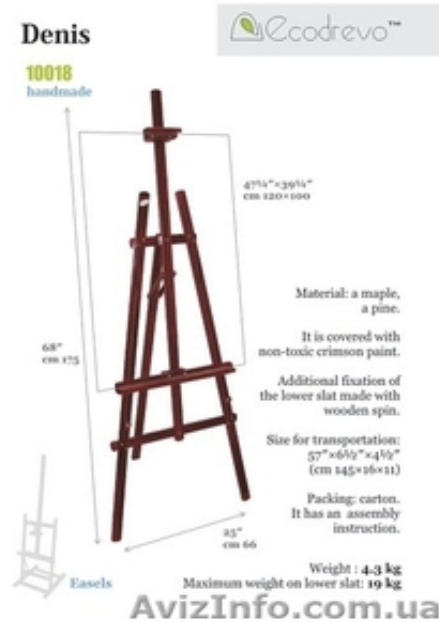 Denis
ecodrevo™
10018
handmade
47¼"×39¼"
cm 120×100
68"
cm 175
Material: a maple,
a pine.
It is covered with
non-toxic crimson paint.
Additional fixation of
the lower slat made with
wooden spin.
Size for transportation:
57"×6½"×4½"
(cm 145×16×11)
Packing: carton.
It has an assembly
instruction.
25"
cm 66
Weight : 4.3 kg
Easels
Maximum weight on lower slat: 19 kg
AvizInfo.com.ua